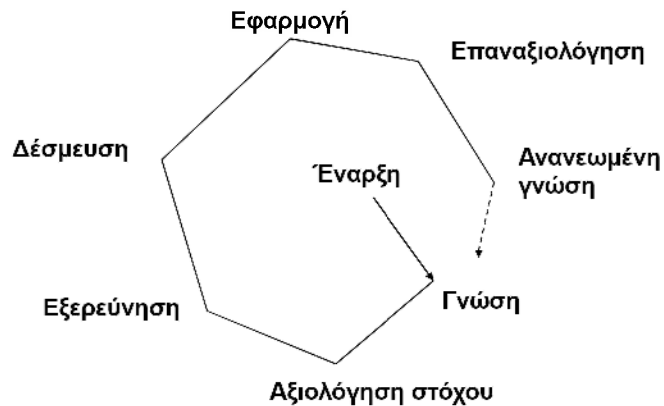 Εφαρμογή
Επαναξιολόγηση
Δέσμευση
Έναρξη
Ανανεωμένη
γνώση
Εξερεύνηση
Γνώση
Αξιολόγηση στόχου